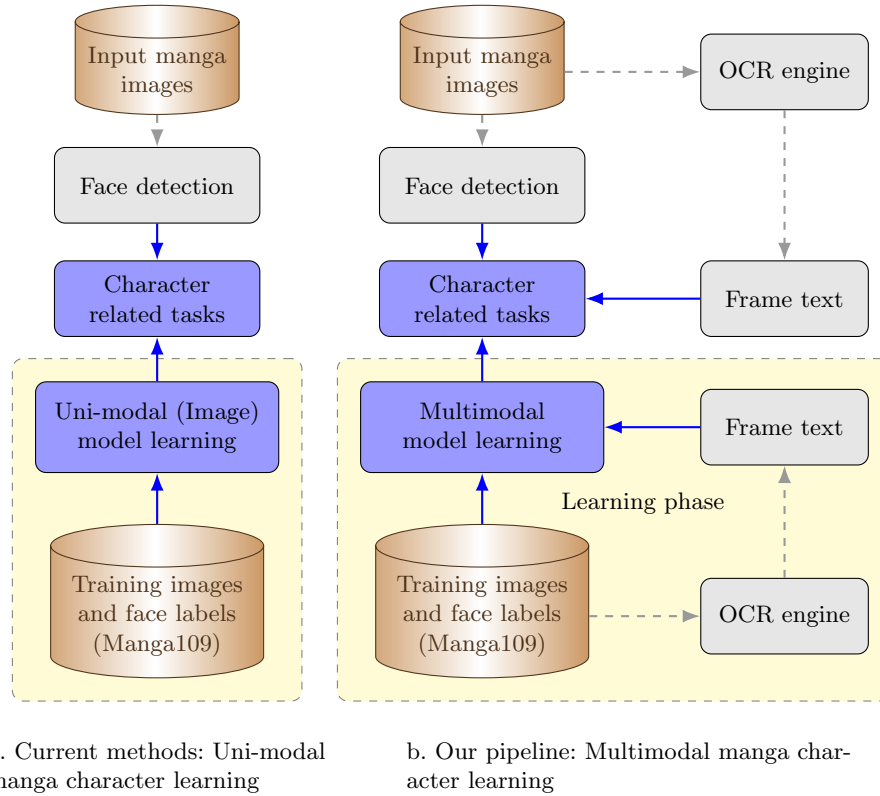 Input manga
images
Face detection
Character
related tasks
Uni-modal (Image)
model learning
Training images
and face labels
(Manga109)
. Current methods: Uni-modal
manga character learning
Input manga
images
OCR engine
Face detection
Character
related tasks
Frame text
Multimodal
model learning
Frame text
Learning phase
Training images
and face labels
(Manga109)
OCR engine
b. Our pipeline: Multimodal manga char-
acter learning